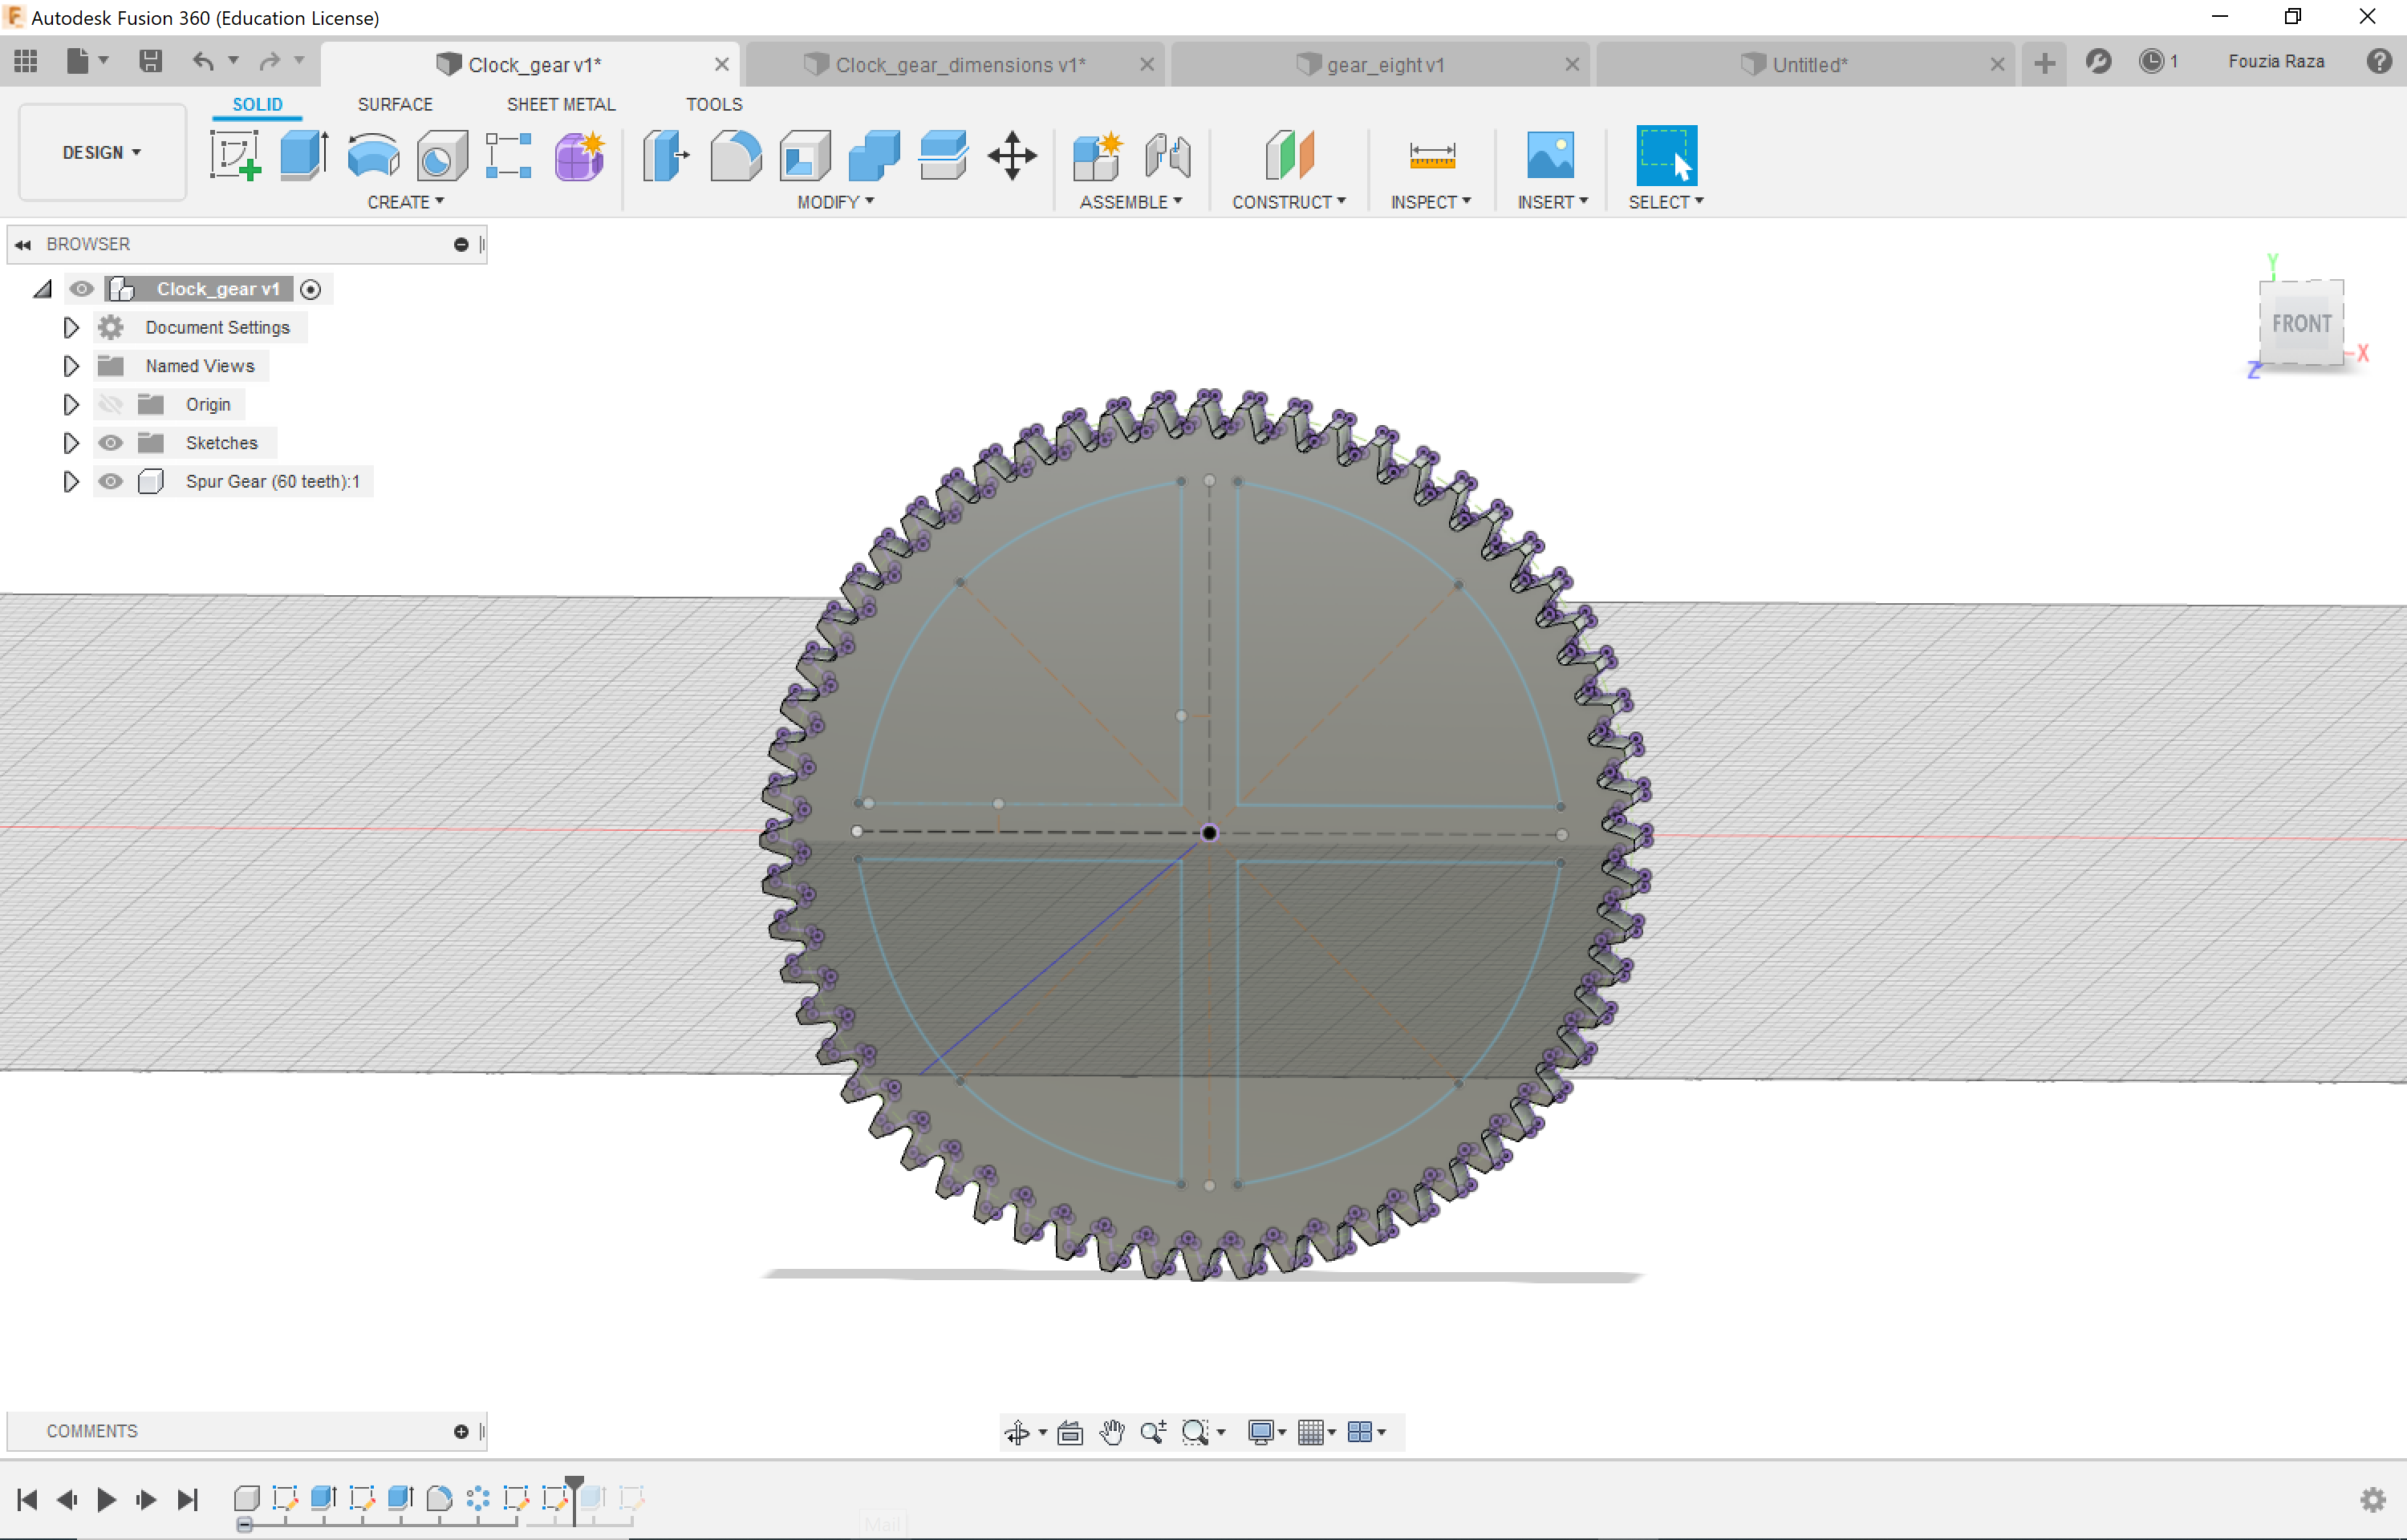 Autodesk Fusion 360 (Education License)
Clock_gear v1*
Clock_gear_dimensions v1*
gear_eight v1
Untitled*
1
Fouzia Raza
DESIGN
SOLID
SURFACE
SHEET METAL
TOOLS
CREATE
MODIFY
ASSEMBLE
CONSTRUCT
INSPECT
INSERT
SELECT
BROWSER
Clock_gear v1
Document Settings
Named Views
Origin
Sketches
Spur Gear (60 teeth):1
Y
FRONT
X
Z
COMMENTS
Mail